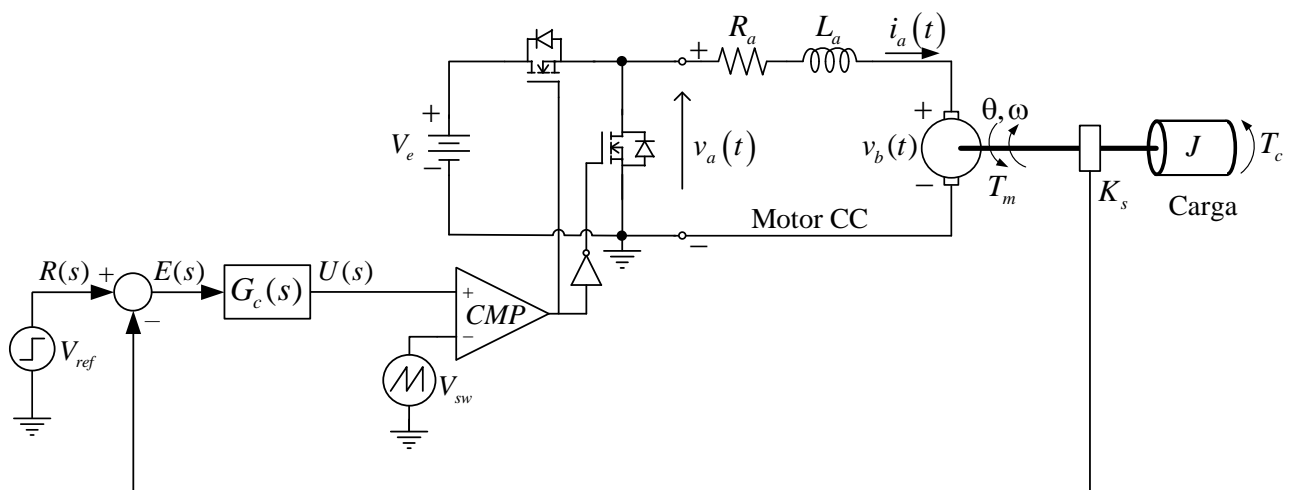 R_a
L_a
i_a(t)
+
+
V_e
−
v_a(t)
+
v_b(t)
−
θ, ω
T_m
K_s
J
T_c
Carga
Motor CC
−
R(s)
+
E(s)
G_c(s)
U(s)
−
+
CMP
−
V_ref
V_sw